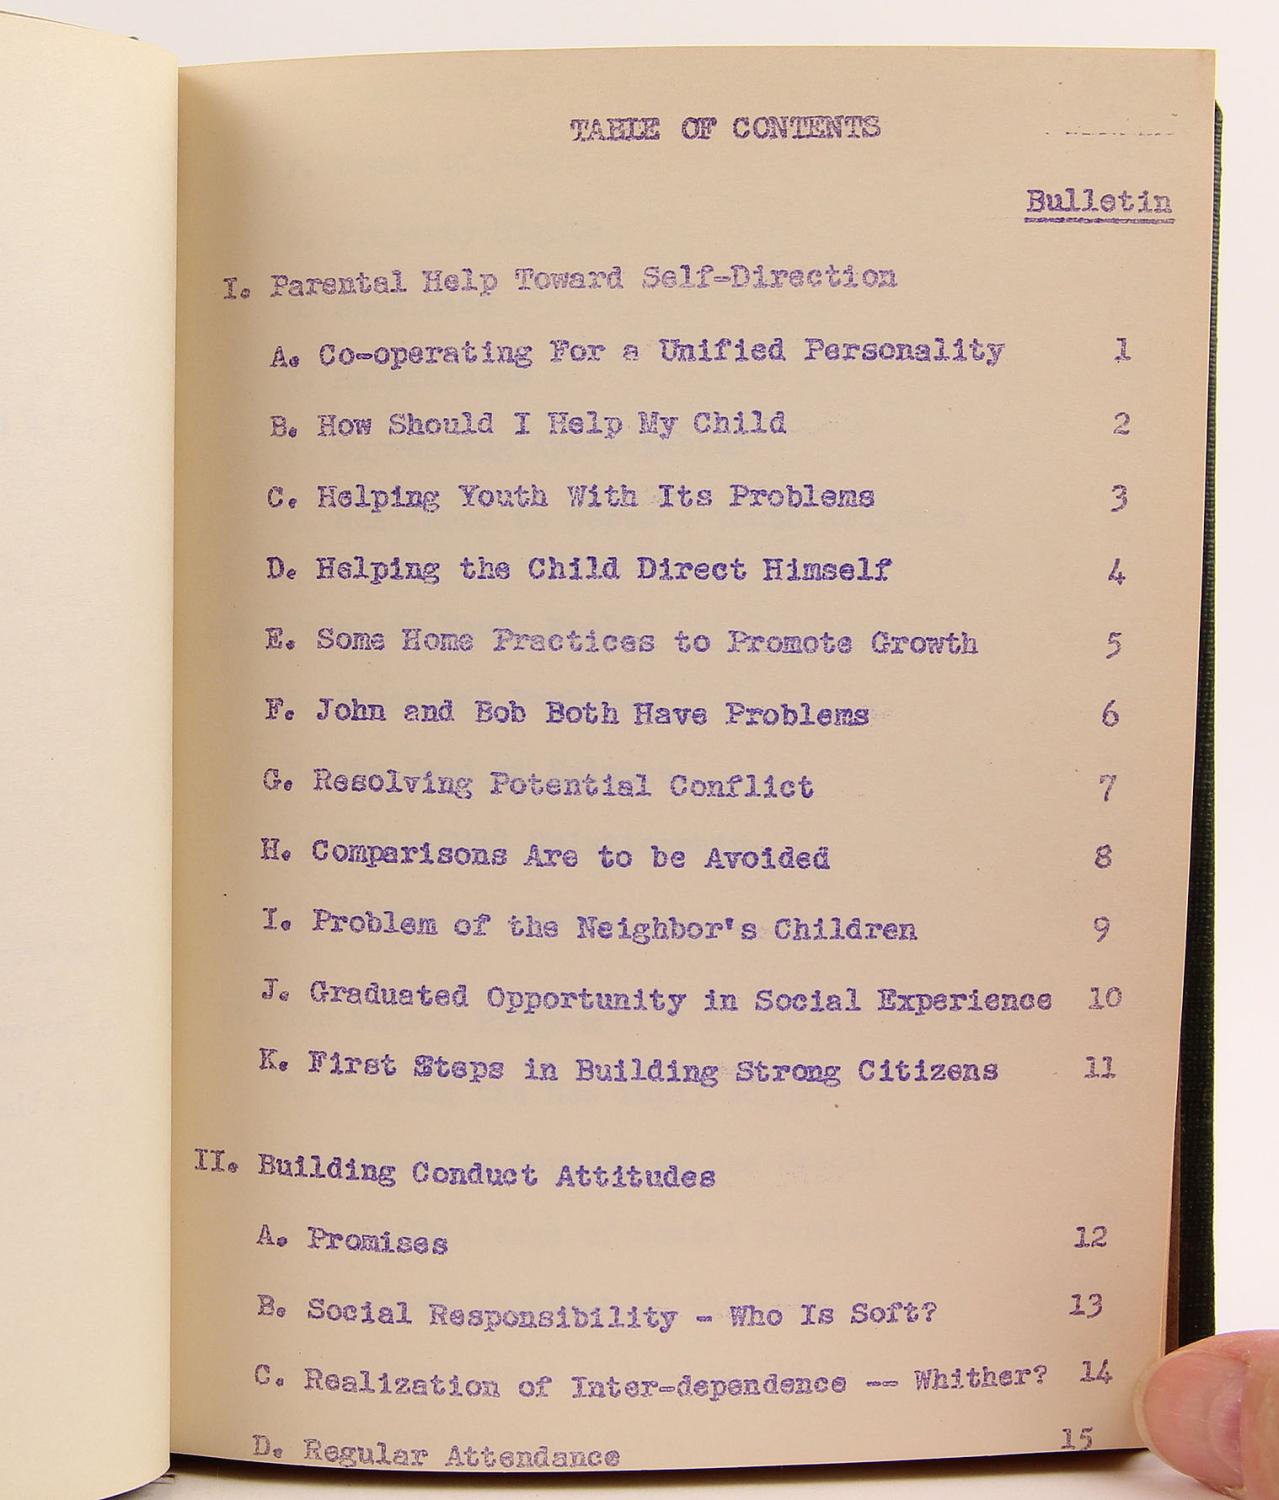 TABLE OF CONTENTS
Bulletin
I. Parental Help Toward Self-Direction
A. Co-operating For a Unified Personality 1
B. How Should I Help My Child 2
C. Helping Youth With Its Problems 3
D. Helping the Child Direct Himself 4
E. Some Home Practices to Promote Growth 5
F. John and Bob Both Have Problems 6
G. Resolving Potential Conflict 7
H. Comparisons Are to be Avoided 8
I. Problem of the Neighbor's Children 9
J. Graduated Opportunity in Social Experience 10
K. First Steps in Building Strong Citizens 11
II. Building Conduct Attitudes
A. Promises 12
B. Social Responsibility - Who Is Soft? 13
C. Realization of Inter-dependence -- Whither? 14
D. Regular Attendance 15